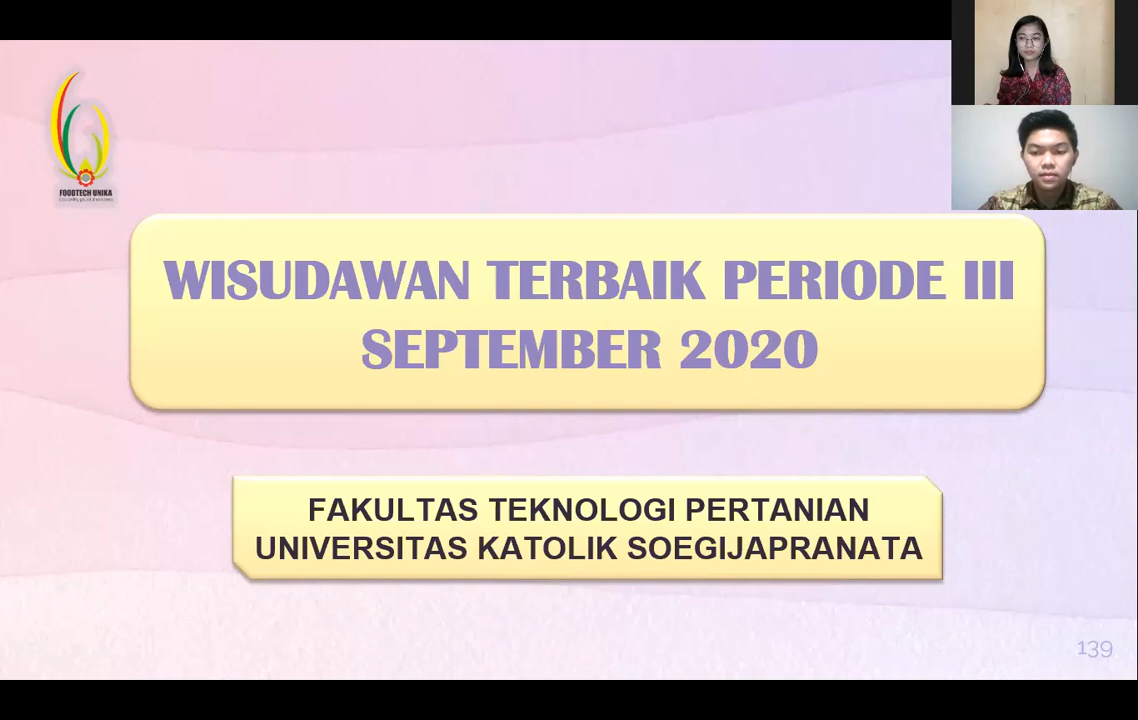 FOODTECH UNIKA
WISUDAWAN TERBAIK PERIODE III
SEPTEMBER 2020
FAKULTAS TEKNOLOGI PERTANIAN
UNIVERSITAS KATOLIK SOEGIJAPRANATA
139